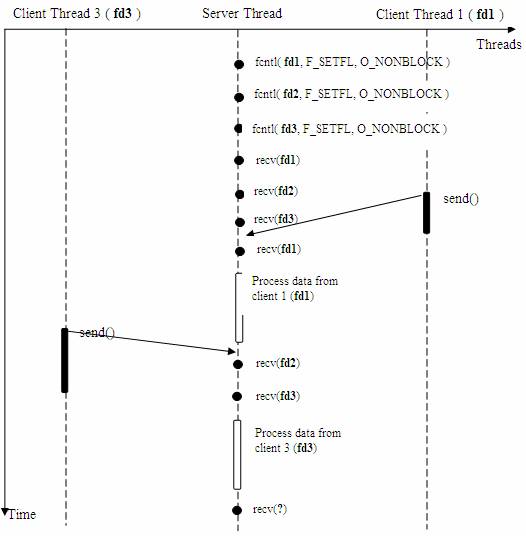 Client Thread 3 ( fd3)
Server Thread
Client Thread 1 ( fd1 )
Threads
fcntl( fd1, F_SETFL, O_NONBLOCK )
fcntl( fd2, F_SETFL, O_NONBLOCK )
fcntl( fd3, F_SETFL, O_NONBLOCK )
recv(fd1)
recv(fd2)
send()
recv(fd3)
recv(fd1)
Process data from
client 1 (fd1)
send()
recv(fd2)
recv(fd3)
Process data from
client 3 (fd3)
recv(?)
Time